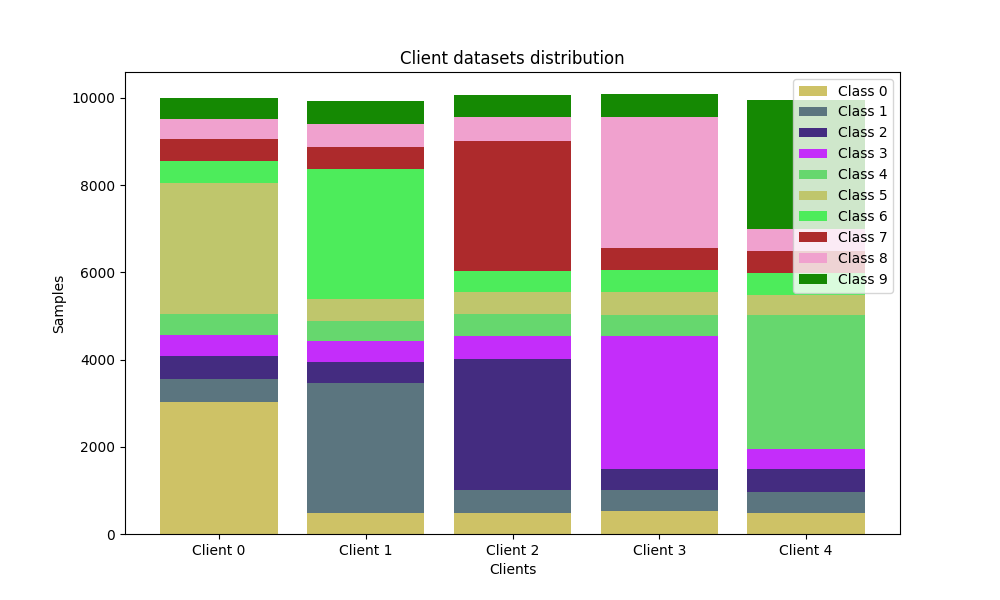 Client datasets distribution
Samples
10000
8000
6000
4000
2000
0
Class 0
Class 1
Class 2
Class 3
Class 4
Class 5
Class 6
Class 7
Class 8
Class 9
Client 0 Client 1 Client 2 Client 3 Client 4
Clients